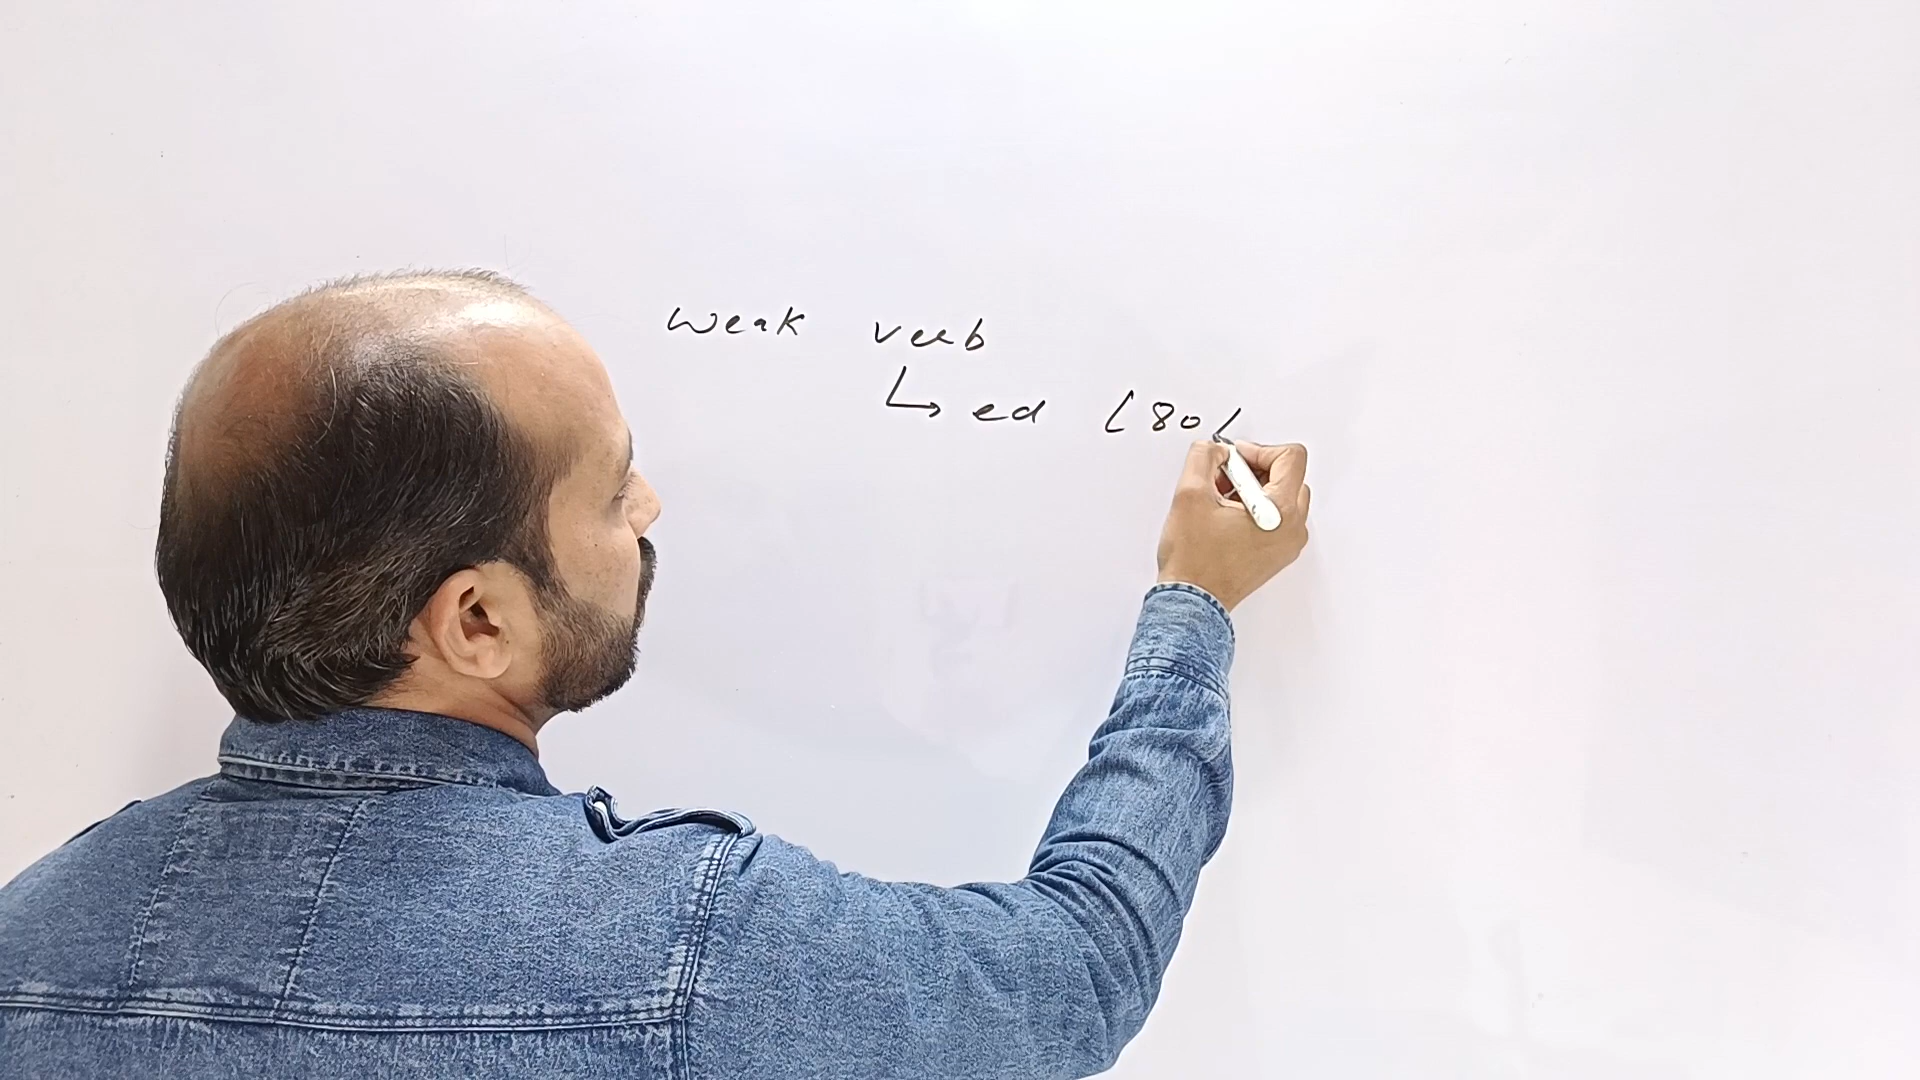 weak verb
↳ ed (80/